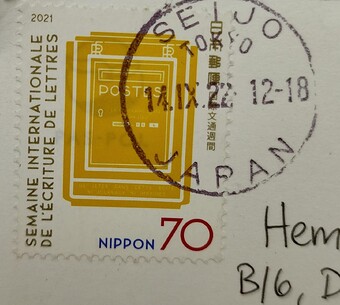 2021
SEMAINE INTERNATIONALE
DE L'ÉCRITURE DE LETTRES
POSTES
日本郵便
文通週間
NIPPON 70
SEIJO
TOKYO
14.IX.22 12-18
JAPAN
Hem
B/6, D